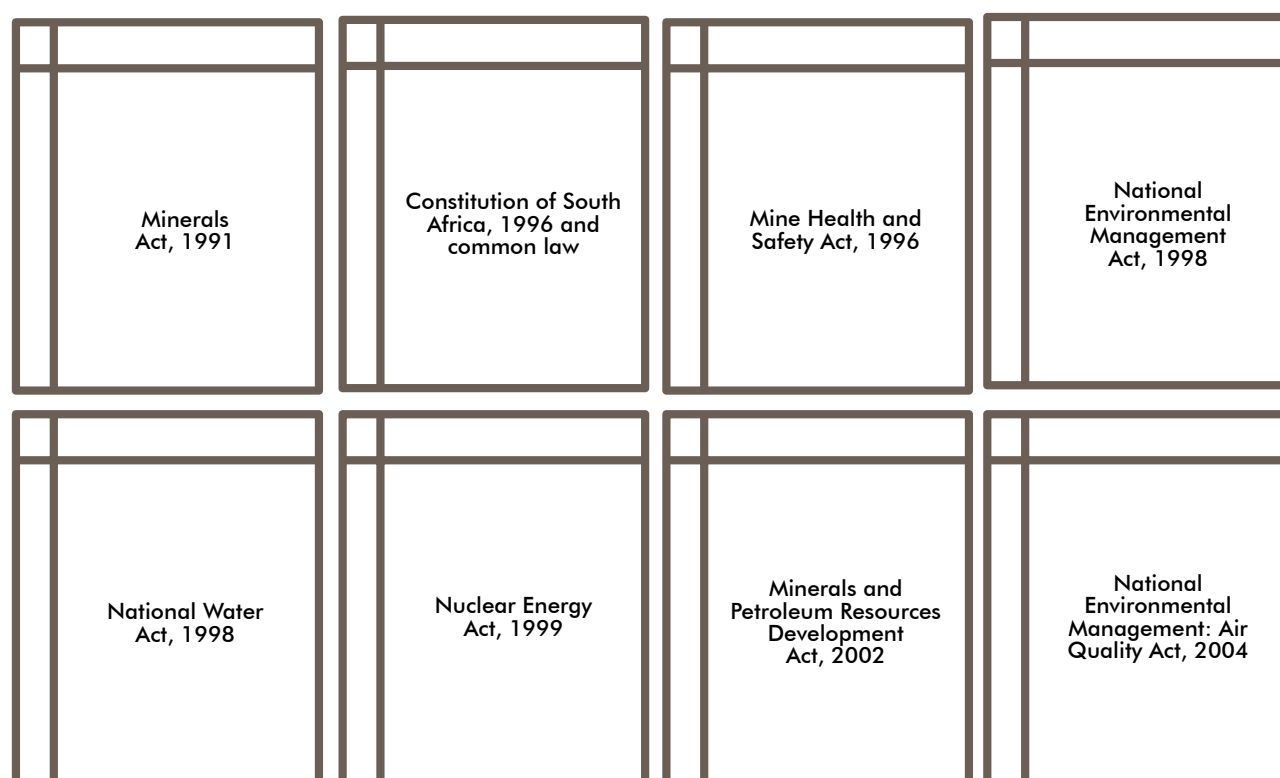 Minerals
Act, 1991
Constitution of South
Africa, 1996 and
common law
Mine Health and
Safety Act, 1996
National
Environmental
Management
Act, 1998
National Water
Act, 1998
Nuclear Energy
Act, 1999
Minerals and
Petroleum Resources
Development
Act, 2002
National
Environmental
Management: Air
Quality Act, 2004